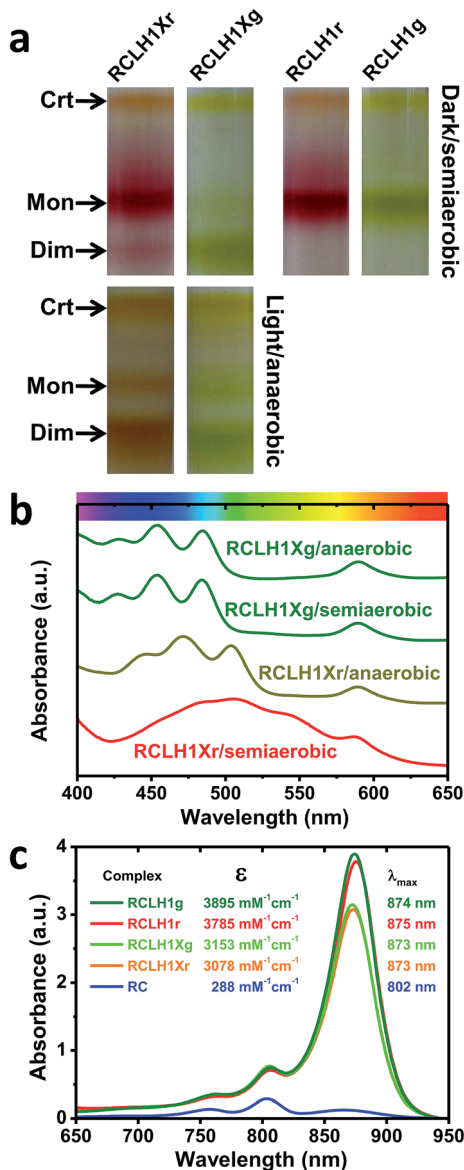 a
RCLH1Xr RCLH1Xg RCLH1r RCLH1g
Crt
Mon
Dim
Dark/semiaerobic
Crt
Mon
Dim
Light/anaerobic
b
RCLH1Xg/anaerobic
RCLH1Xg/semiaerobic
RCLH1Xr/anaerobic
RCLH1Xr/semiaerobic
Absorbance (a.u.)
400 450 500 550 600 650
Wavelength (nm)
c
4
3
2
1
0
Absorbance (a.u.)
Complex ε λmax
RCLH1g 3895 mM⁻¹cm⁻¹ 874 nm
RCLH1r 3785 mM⁻¹cm⁻¹ 875 nm
RCLH1Xg 3153 mM⁻¹cm⁻¹ 873 nm
RCLH1Xr 3078 mM⁻¹cm⁻¹ 873 nm
RC 288 mM⁻¹cm⁻¹ 802 nm
650 700 750 800 850 900 950
Wavelength (nm)